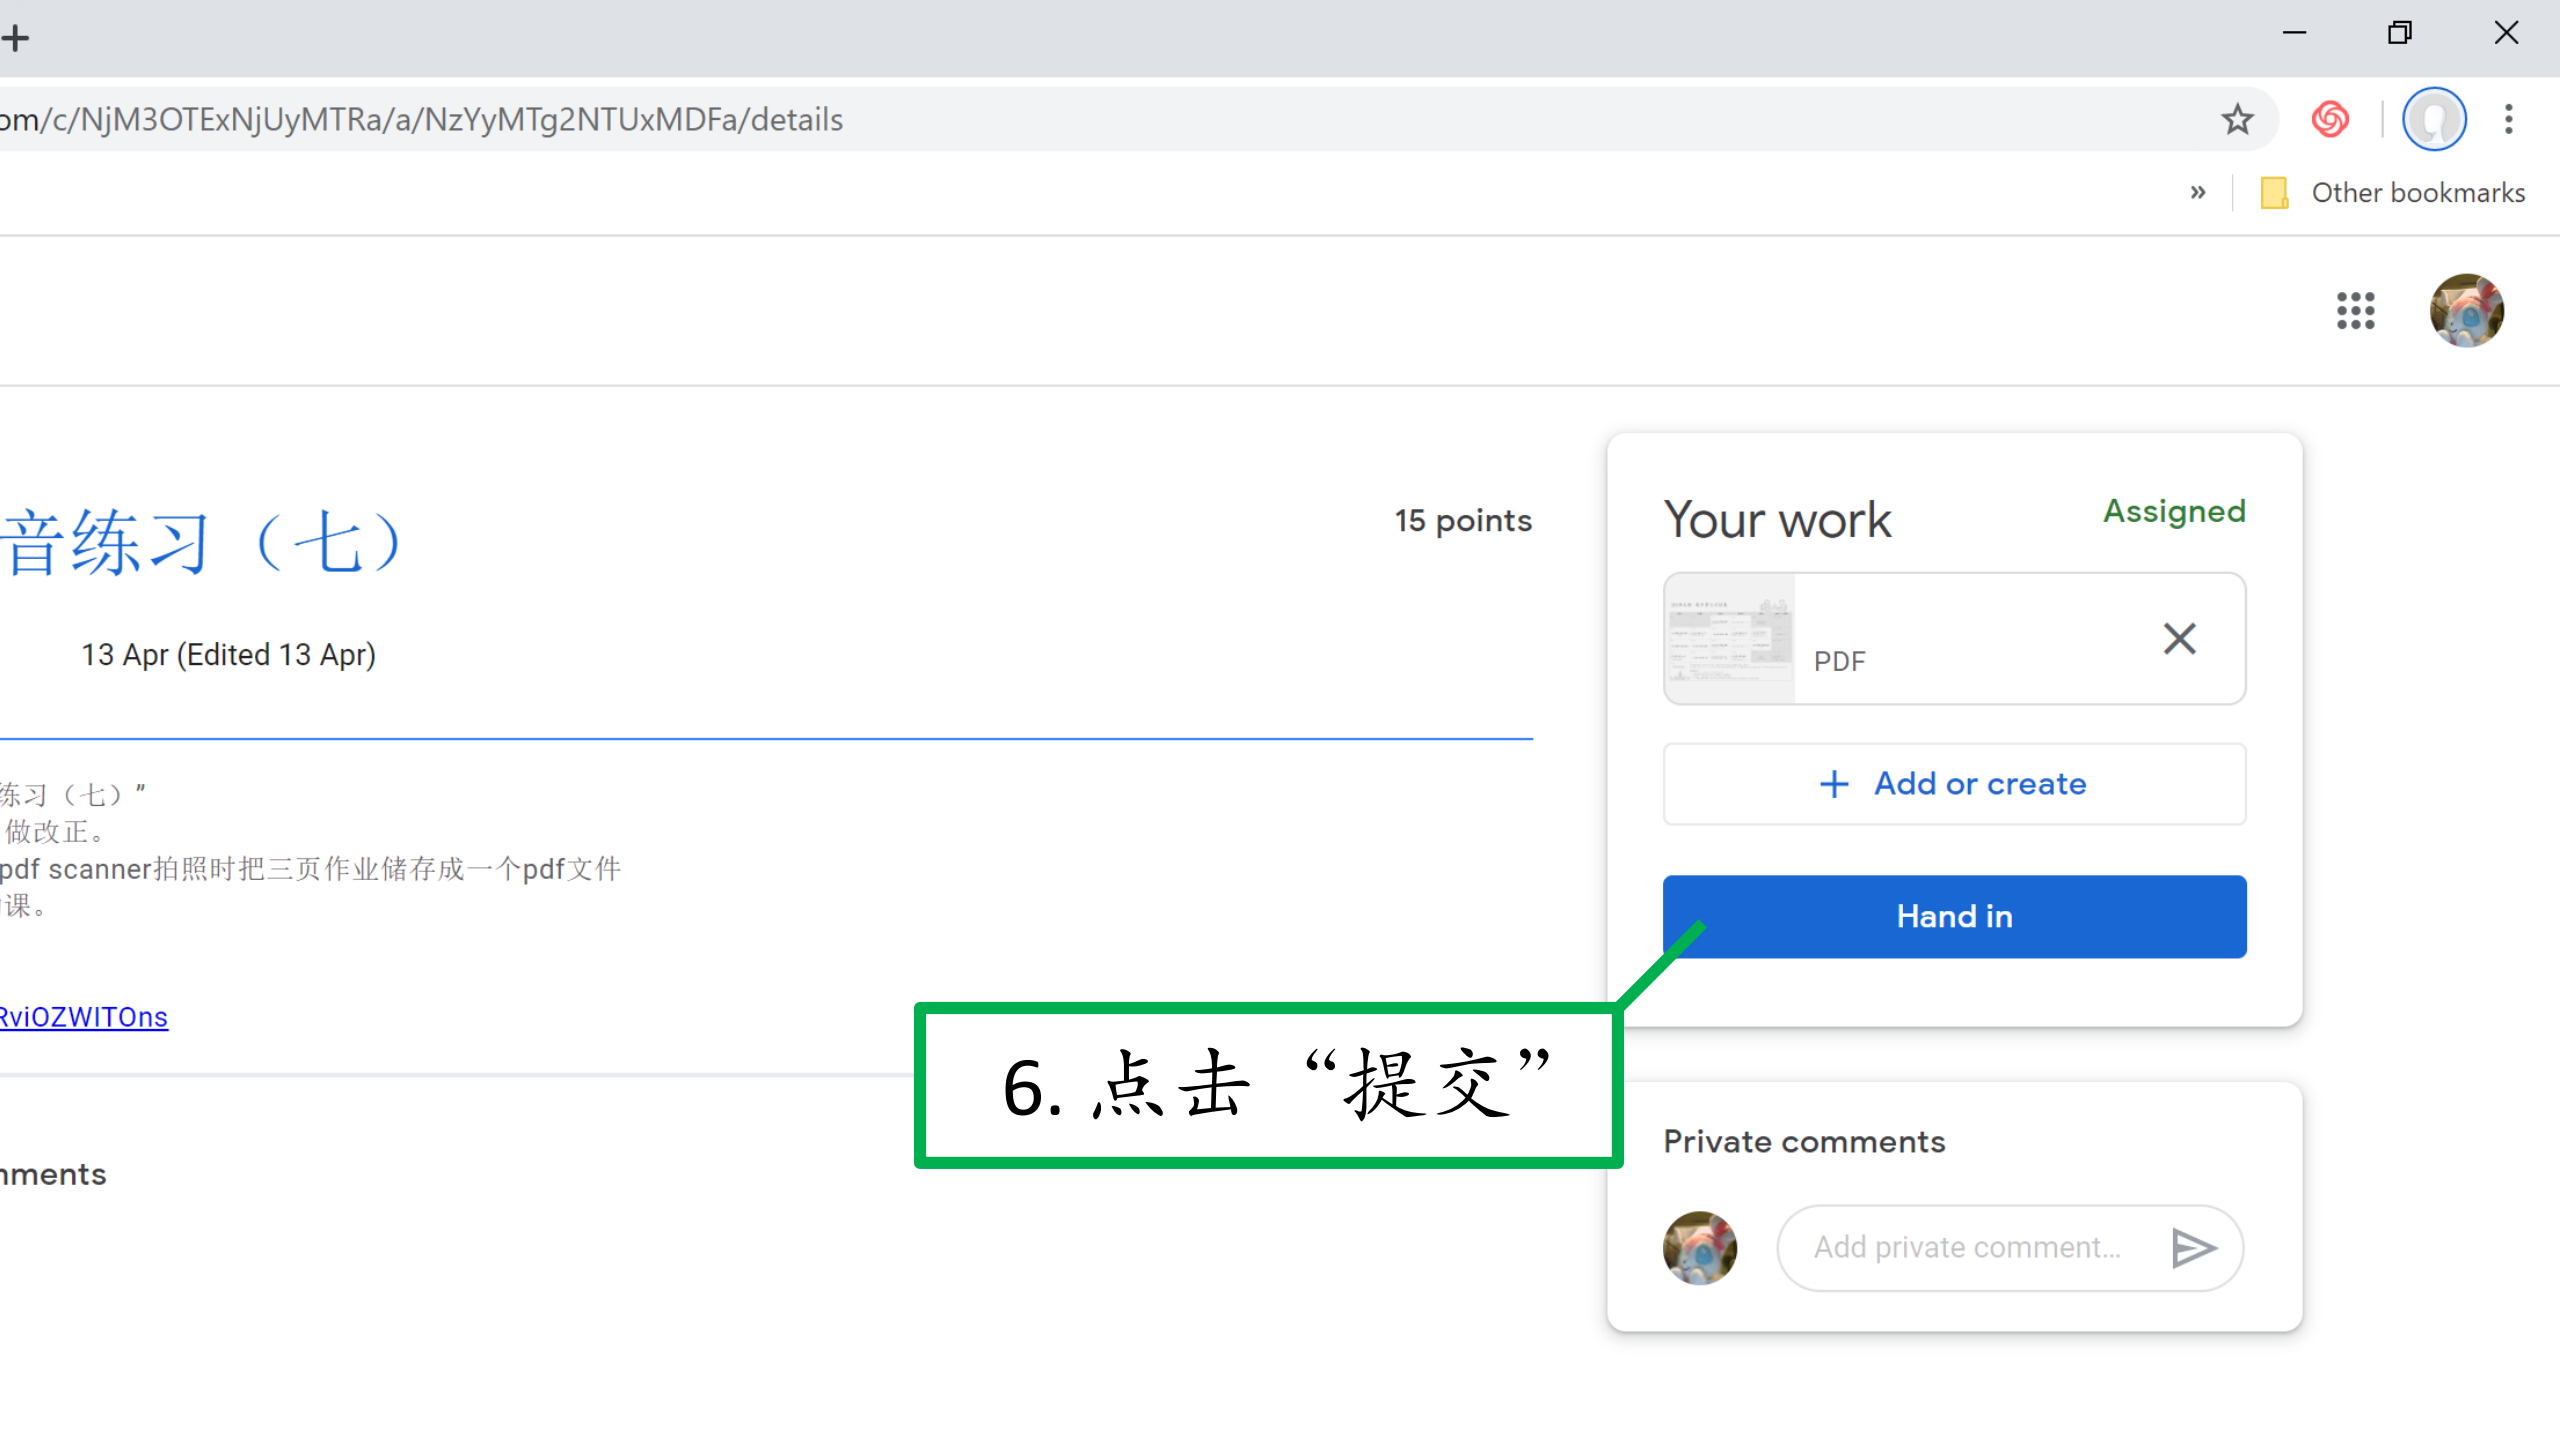 om/c/NjM3OTExNjUyMTRa/a/NzYyMTg2NTUxMDFa/details
» Other bookmarks
音练习（七）
15 points
13 Apr (Edited 13 Apr)
练习（七）”
做改正。
pdf scanner拍照时把三页作业储存成一个pdf文件
课。
RviOZWITOns
mments
Your work
Assigned
PDF
+ Add or create
Hand in
6. 点击“提交”
Private comments
Add private comment...